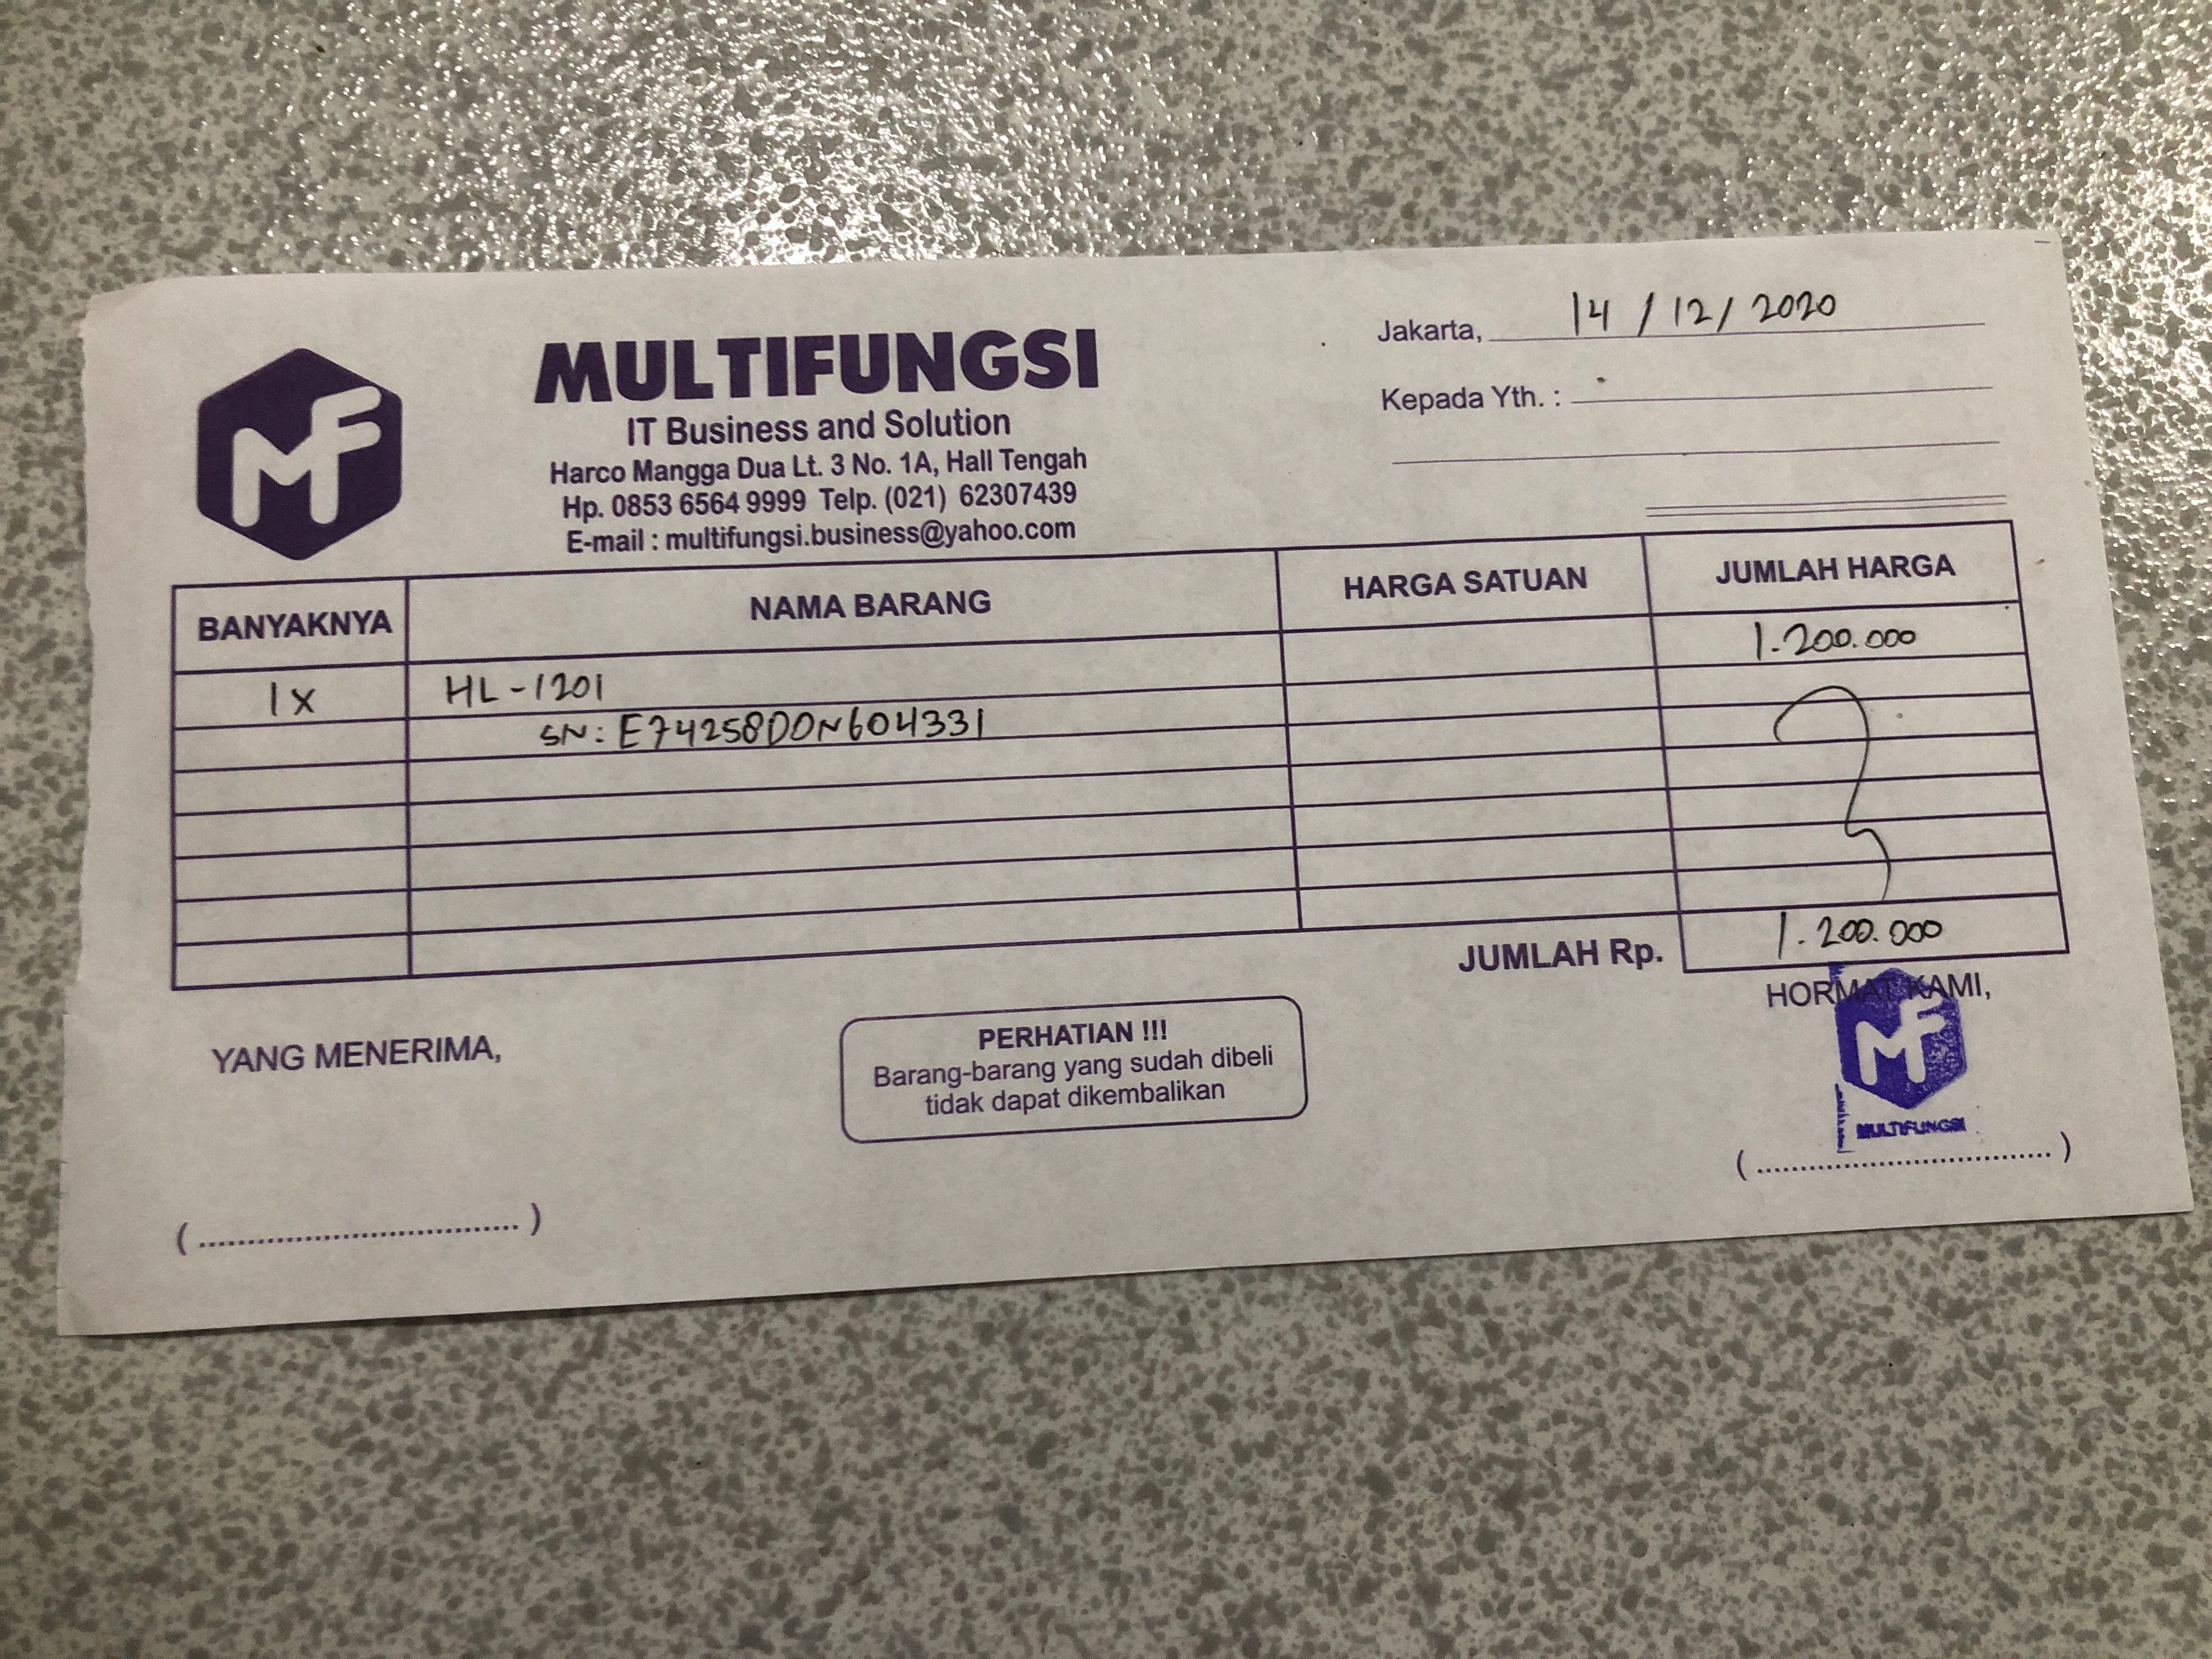 MF
MULTIFUNGSI
IT Business and Solution
Harco Mangga Dua Lt. 3 No. 1A, Hall Tengah
Hp. 0853 6564 9999 Telp. (021) 62307439
E-mail : multifungsi.business@yahoo.com
Jakarta, 14 / 12 / 2020
Kepada Yth. :
BANYAKNYA NAMA BARANG HARGA SATUAN JUMLAH HARGA
1 X HL-1201 1.200.000
SN: E74258D0N604331
JUMLAH Rp. 1.200.000
YANG MENERIMA,
(................................)
PERHATIAN !!!
Barang-barang yang sudah dibeli
tidak dapat dikembalikan
HORMAT KAMI,
MF
MULTIFUNGSI
(................................)